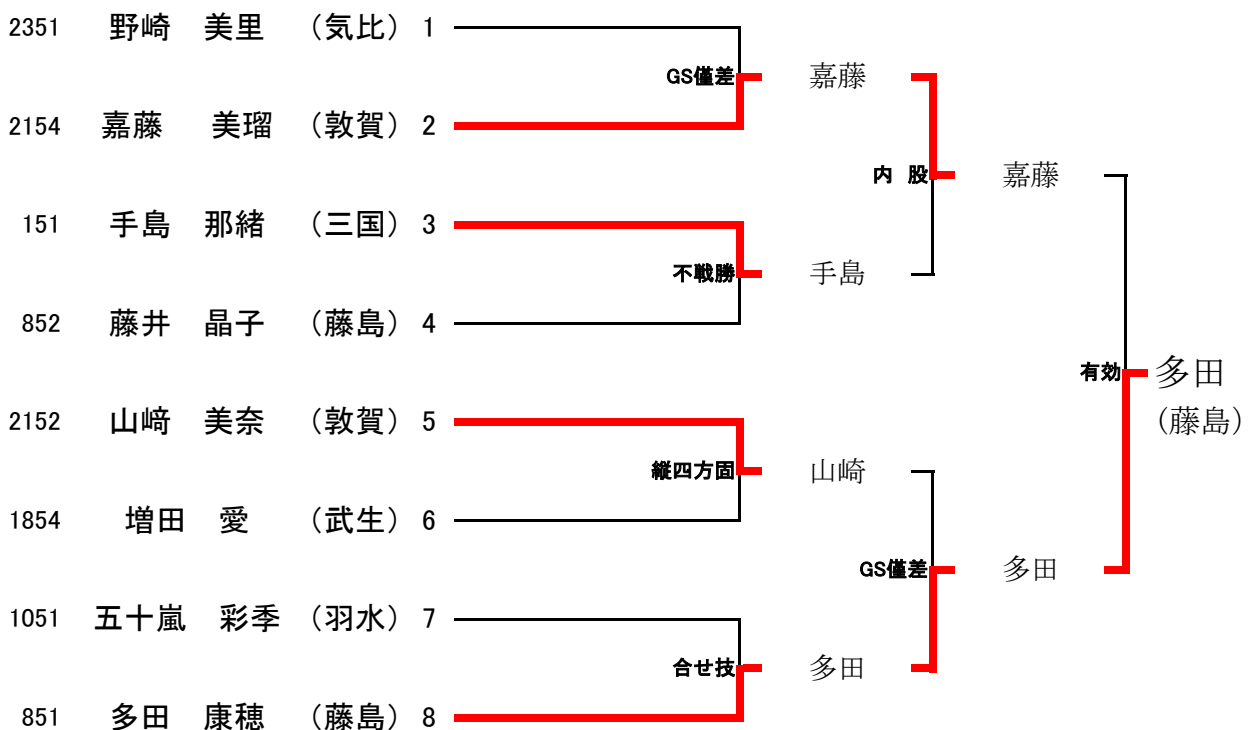 2351 野崎 美里 （気比） 1
GS僅差 嘉藤
2154 嘉藤 美瑠 （敦賀） 2
内 股 嘉藤
151 手島 那緒 （三国） 3
不戦勝 手島
852 藤井 晶子 （藤島） 4
有効 多田
2152 山﨑 美奈 （敦賀） 5
（藤島）
縦四方固 山崎
1854 増田 愛 （武生） 6
GS僅差 多田
1051 五十嵐 彩季 （羽水） 7
合せ技 多田
851 多田 康穂 （藤島） 8